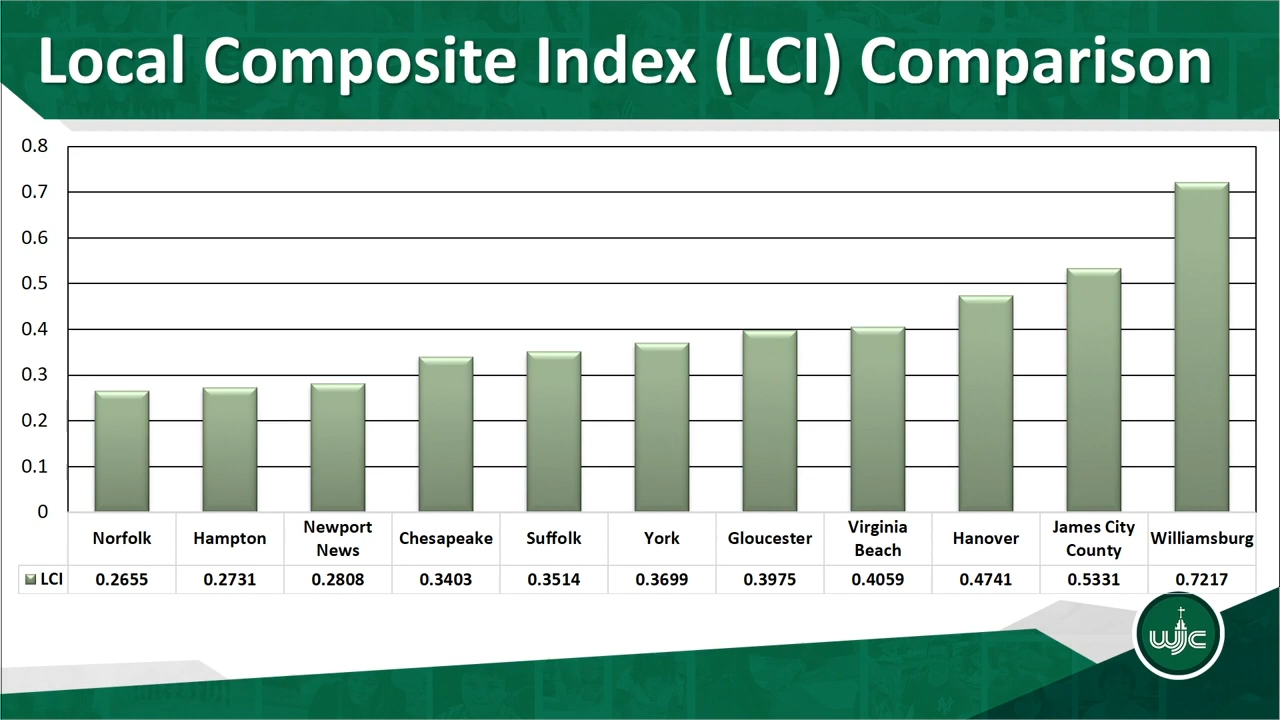 Local Composite Index (LCI) Comparison
0.8
0.7
0.6
0.5
0.4
0.3
0.2
0.1
0
Norfolk Hampton Newport News Chesapeake Suffolk York Gloucester Virginia Beach Hanover James City County Williamsburg
LCI 0.2655 0.2731 0.2808 0.3403 0.3514 0.3699 0.3975 0.4059 0.4741 0.5331 0.7217
WJC